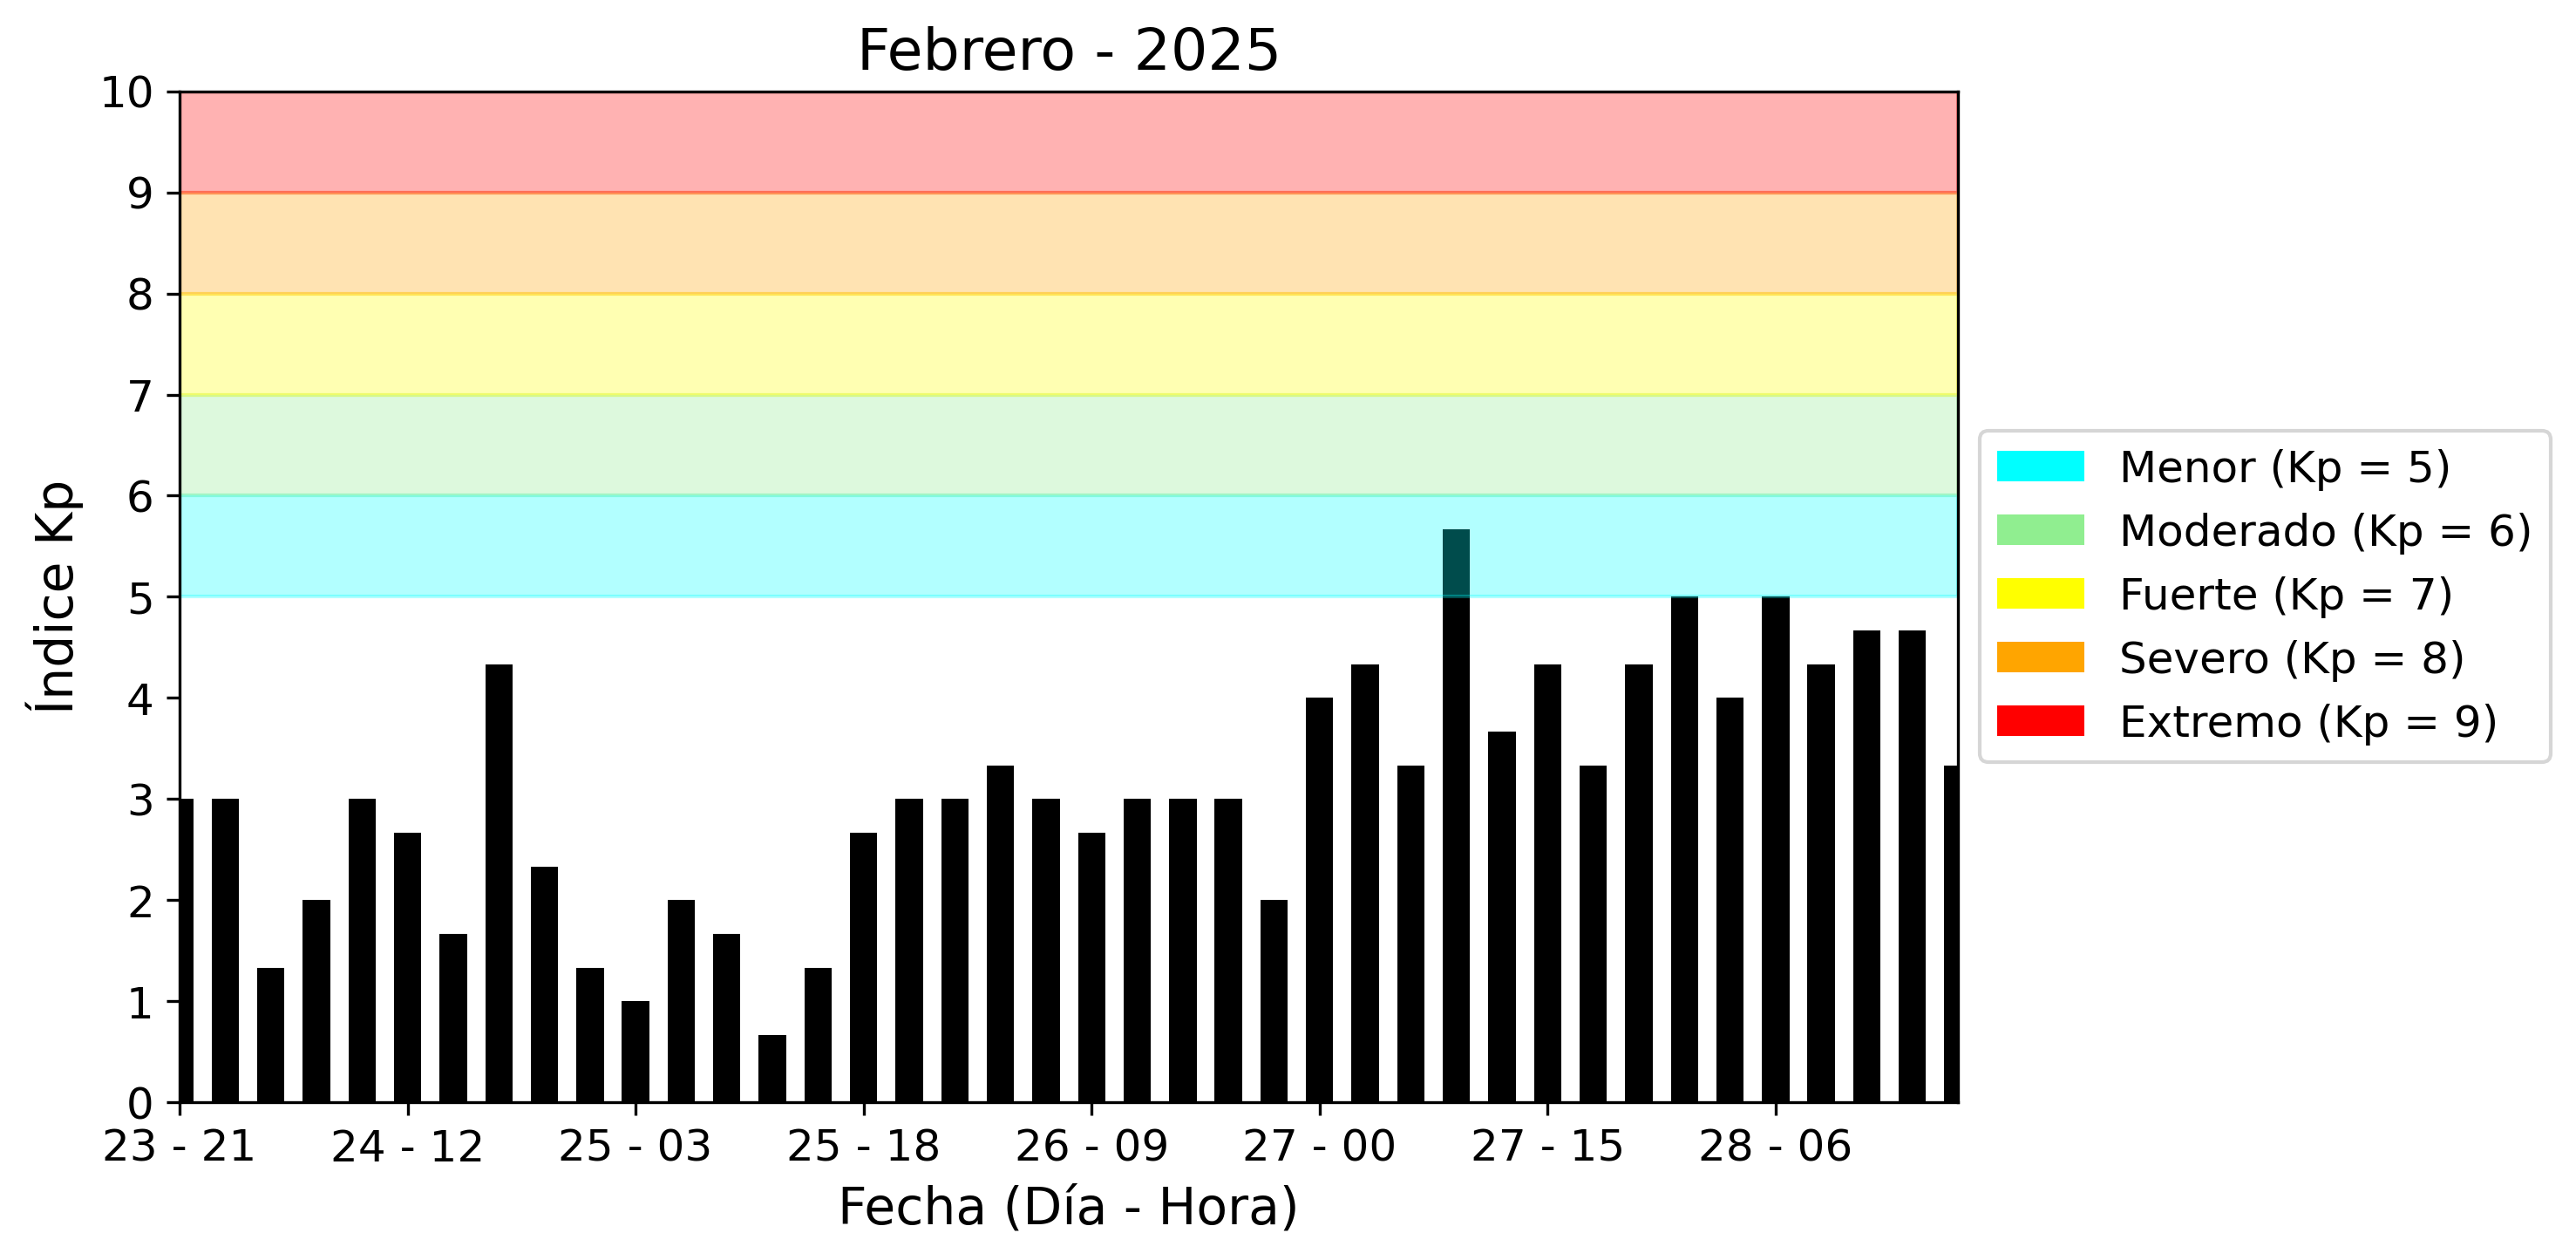 Febrero - 2025
Índice Kp
10
9
8
7
6
5
4
3
2
1
0
23 - 21
24 - 12
25 - 03
25 - 18
26 - 09
27 - 00
27 - 15
28 - 06
Fecha (Día - Hora)
Menor (Kp = 5)
Moderado (Kp = 6)
Fuerte (Kp = 7)
Severo (Kp = 8)
Extremo (Kp = 9)